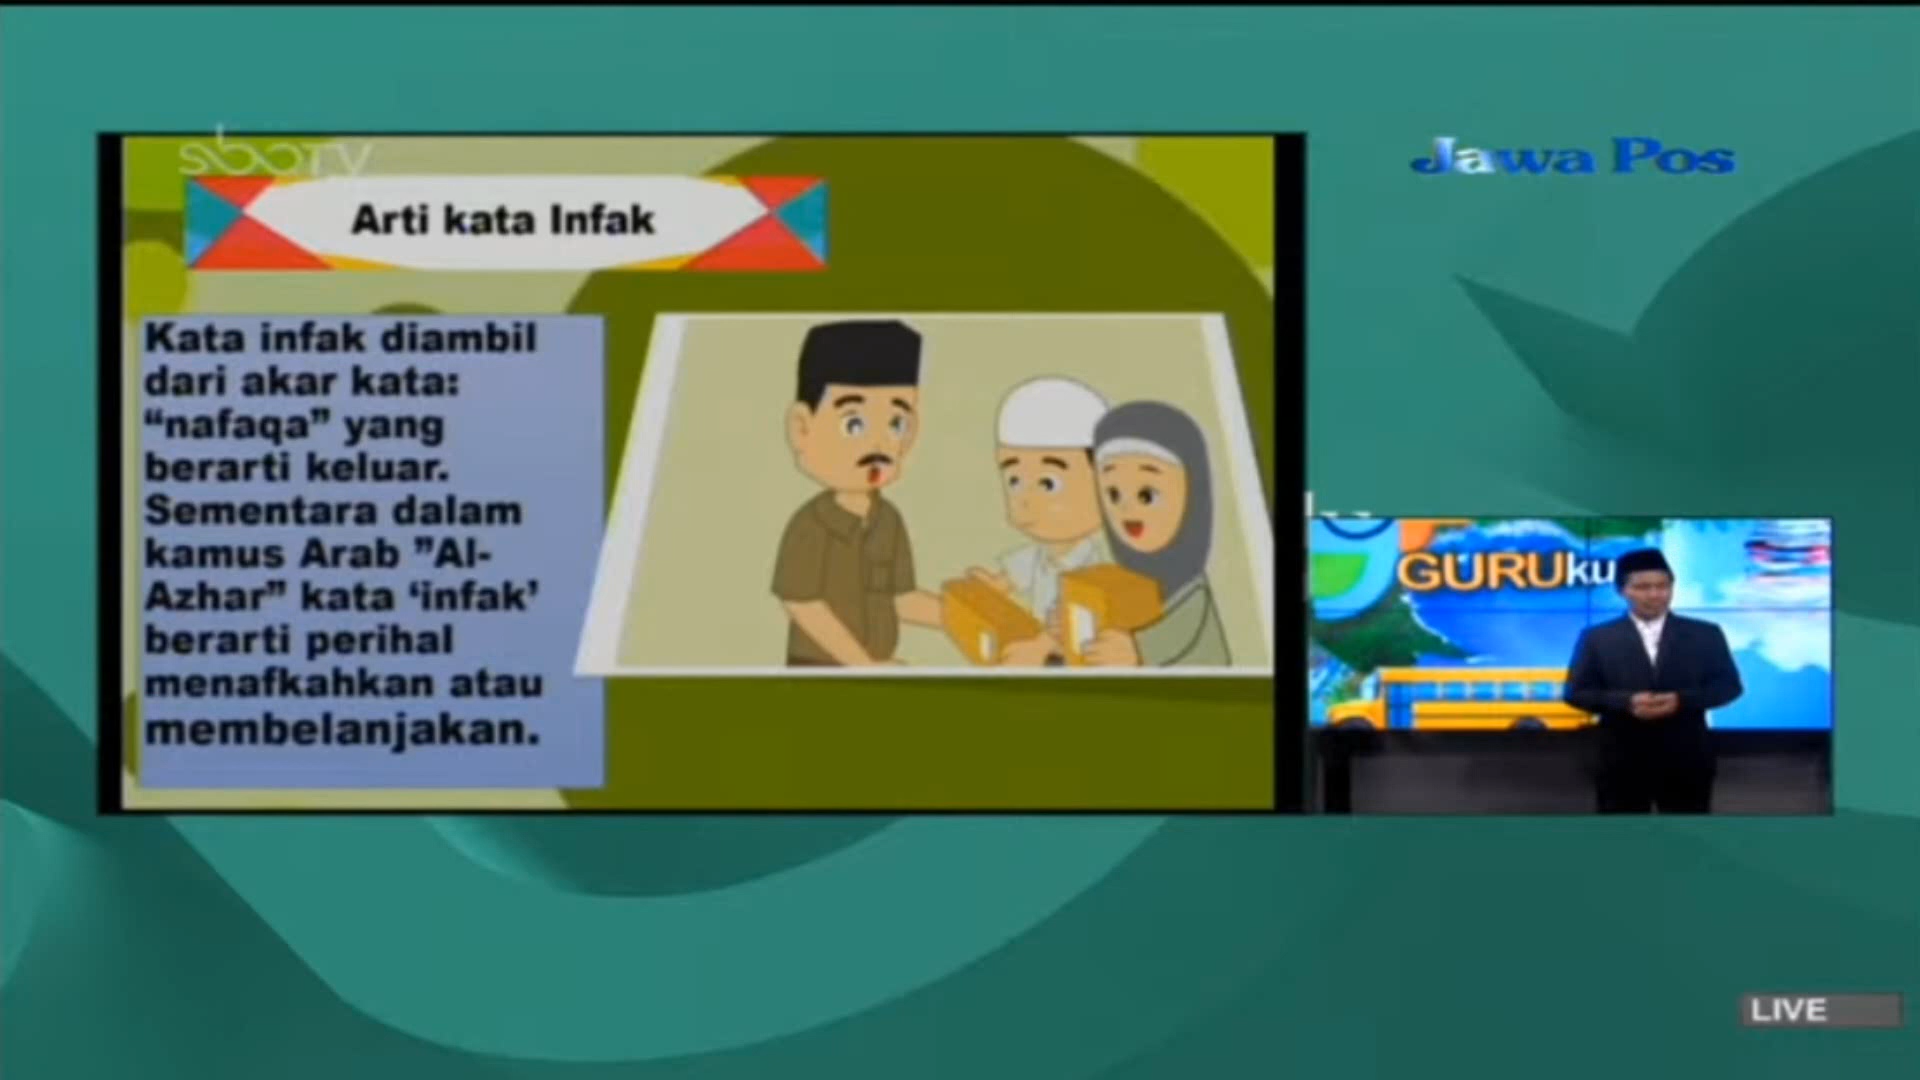 sboTV
Jawa Pos
Arti kata Infak
Kata infak diambil
dari akar kata:
“nafaqa” yang
berarti keluar.
Sementara dalam
kamus Arab ”Al-
Azhar” kata ‘infak’
berarti perihal
menafkahkan atau
membelanjakan.
GURUku
LIVE